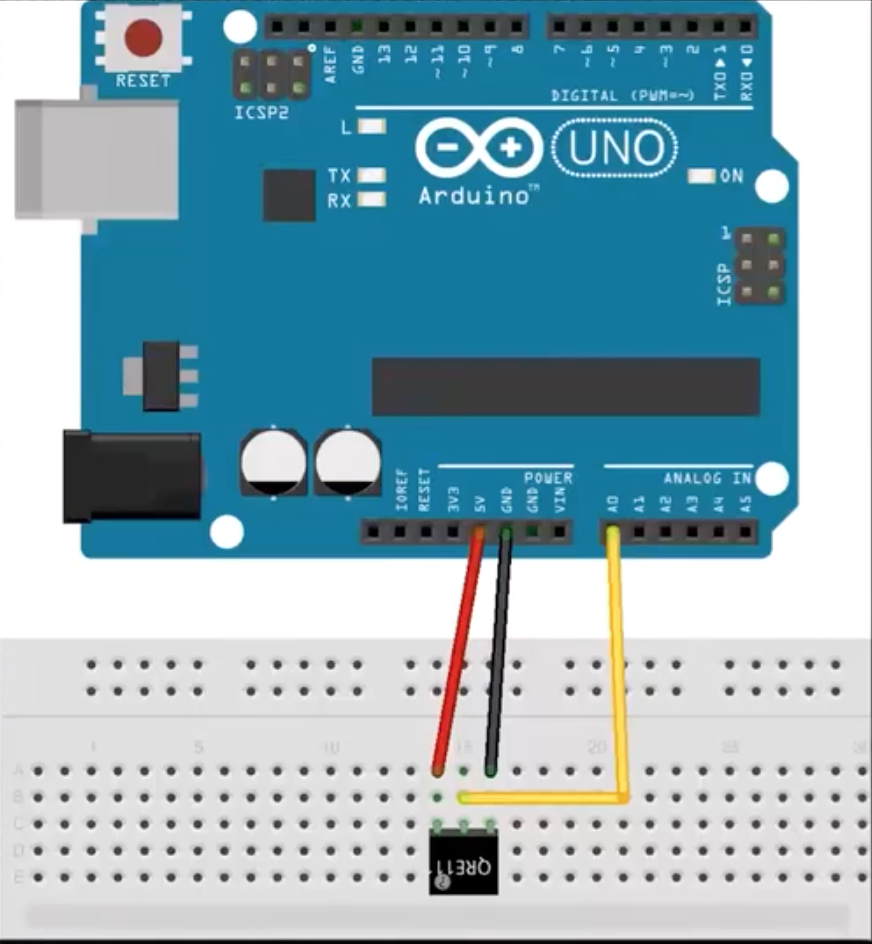 RESET
ICSP2
AREF
GND
13
12
~11
~10
~9
8
7
~6
~5
4
~3
2
TX0▶1
RX0◀0
DIGITAL (PWM=~)
L
TX
RX
Arduino™
UNO
ON
1
ICSP
IOREF
RESET
3V3
5V
GND
GND
VIN
POWER
ANALOG IN
A0
A1
A2
A3
A4
A5
1 5 10 15 20 25 30
A
B
C
D
E
QRE11